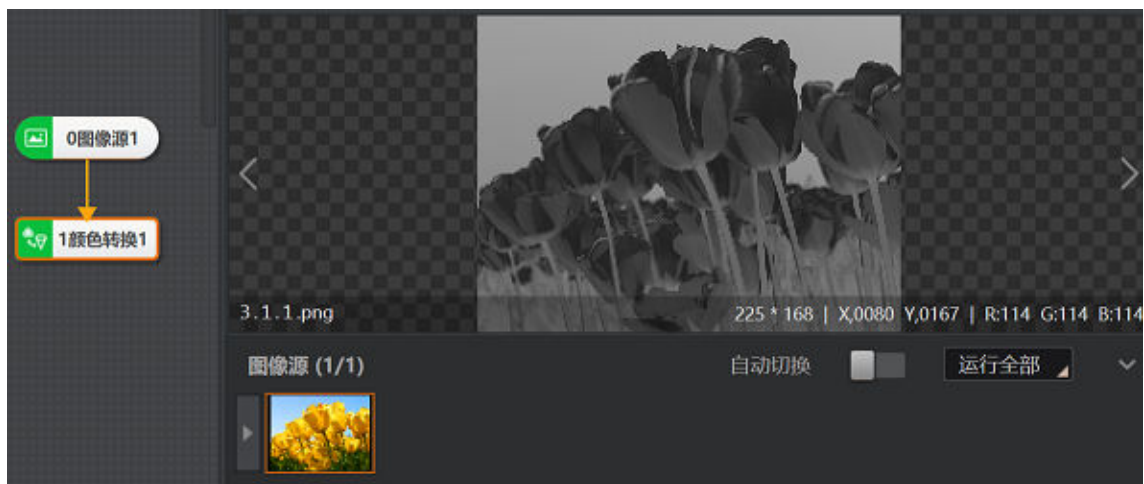 0图像源1
1颜色转换1
3.1.1.png
225 * 168 | X,0080 Y,0167 | R:114 G:114 B:114
图像源 (1/1)
自动切换
运行全部